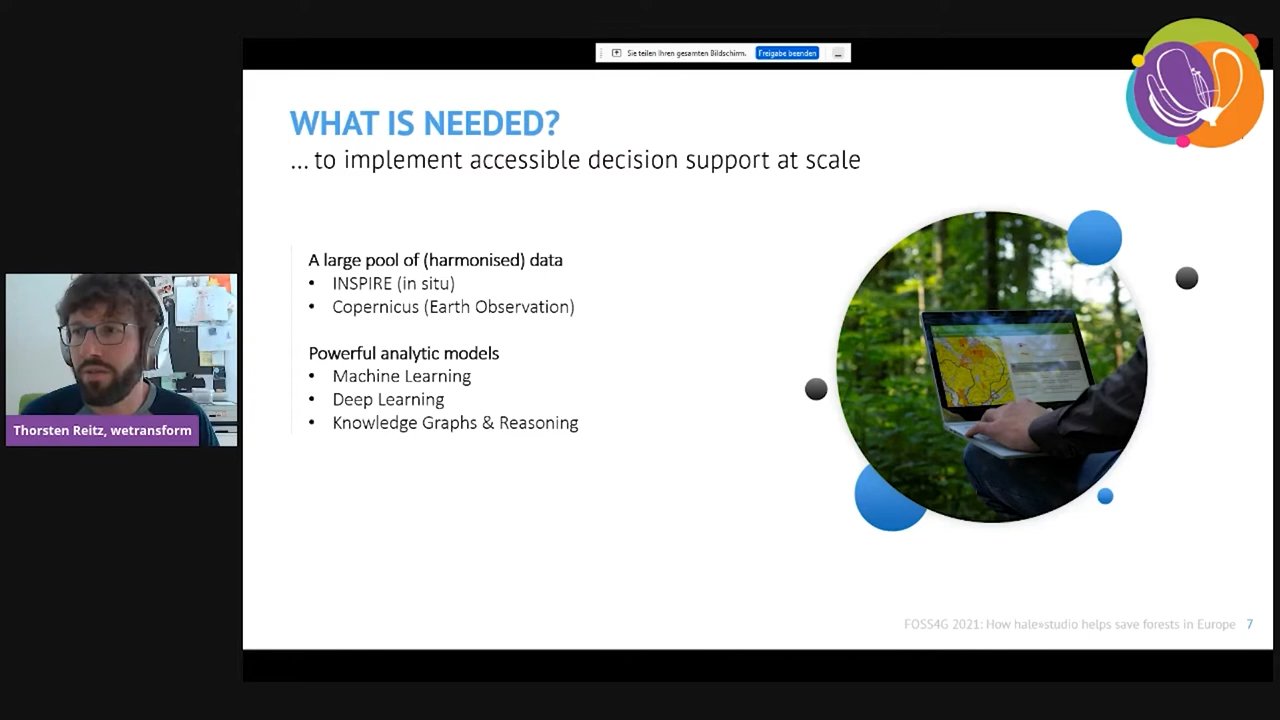 Sie teilen Ihren gesamten Bildschirm. Freigabe beenden
WHAT IS NEEDED?
... to implement accessible decision support at scale
A large pool of (harmonised) data
• INSPIRE (in situ)
• Copernicus (Earth Observation)
Powerful analytic models
• Machine Learning
• Deep Learning
• Knowledge Graphs & Reasoning
Thorsten Reitz, wetransform
FOSS4G 2021: How hale»studio helps save forests in Europe 7